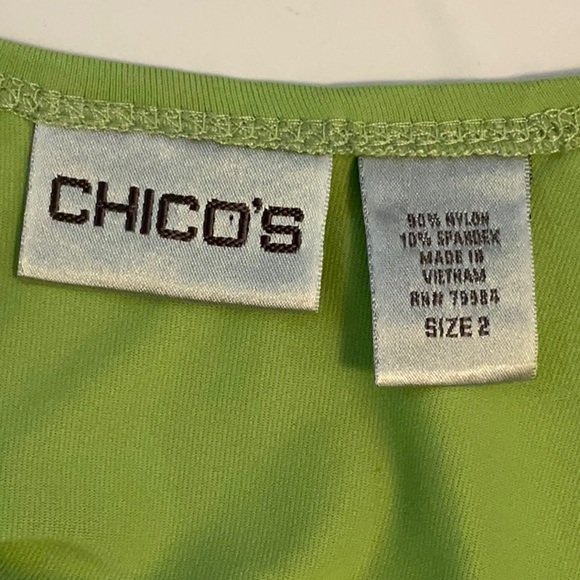 CHICO'S
90% NYLON
10% SPANDEX
MADE IN
VIETNAM
RN# 79984
SIZE 2